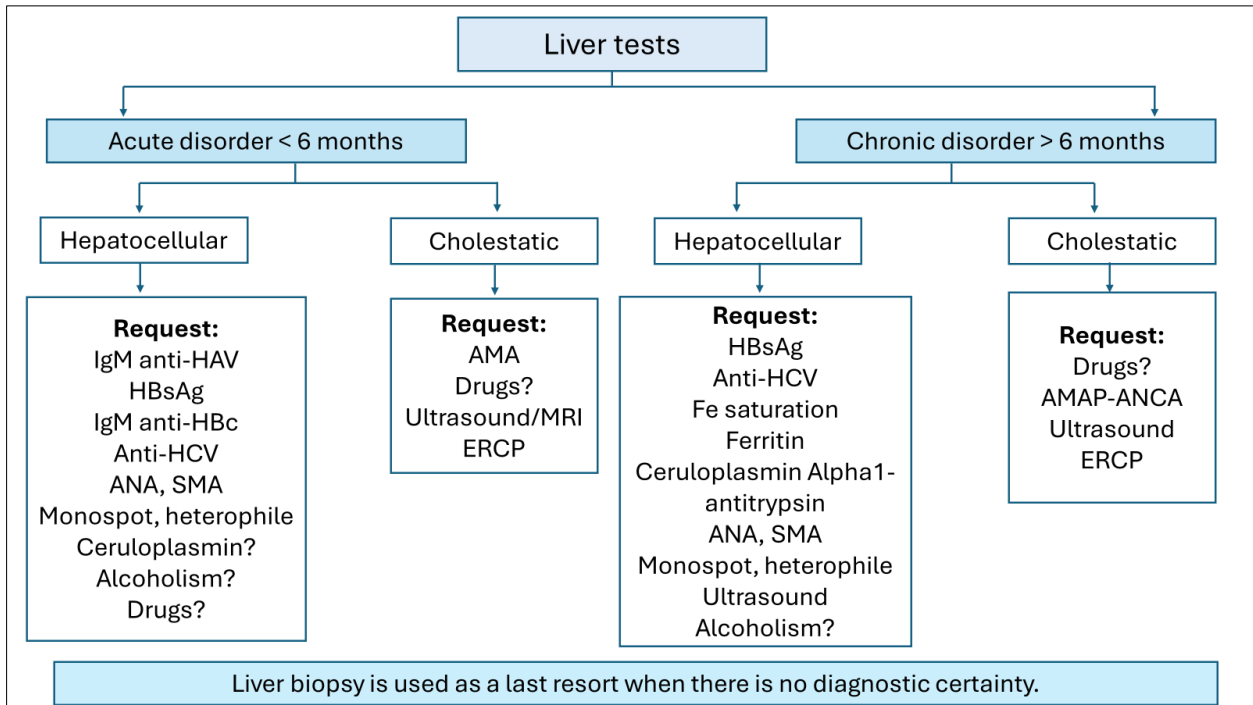 Liver tests
Acute disorder < 6 months
Chronic disorder > 6 months
Hepatocellular
Cholestatic
Hepatocellular
Cholestatic
Request:
IgM anti-HAV
HBsAg
IgM anti-HBc
Anti-HCV
ANA, SMA
Monospot, heterophile
Ceruloplasmin?
Alcoholism?
Drugs?
Request:
AMA
Drugs?
Ultrasound/MRI
ERCP
Request:
HBsAg
Anti-HCV
Fe saturation
Ferritin
Ceruloplasmin Alpha1-
antitrypsin
ANA, SMA
Monospot, heterophile
Ultrasound
Alcoholism?
Request:
Drugs?
AMAP-ANCA
Ultrasound
ERCP
Liver biopsy is used as a last resort when there is no diagnostic certainty.